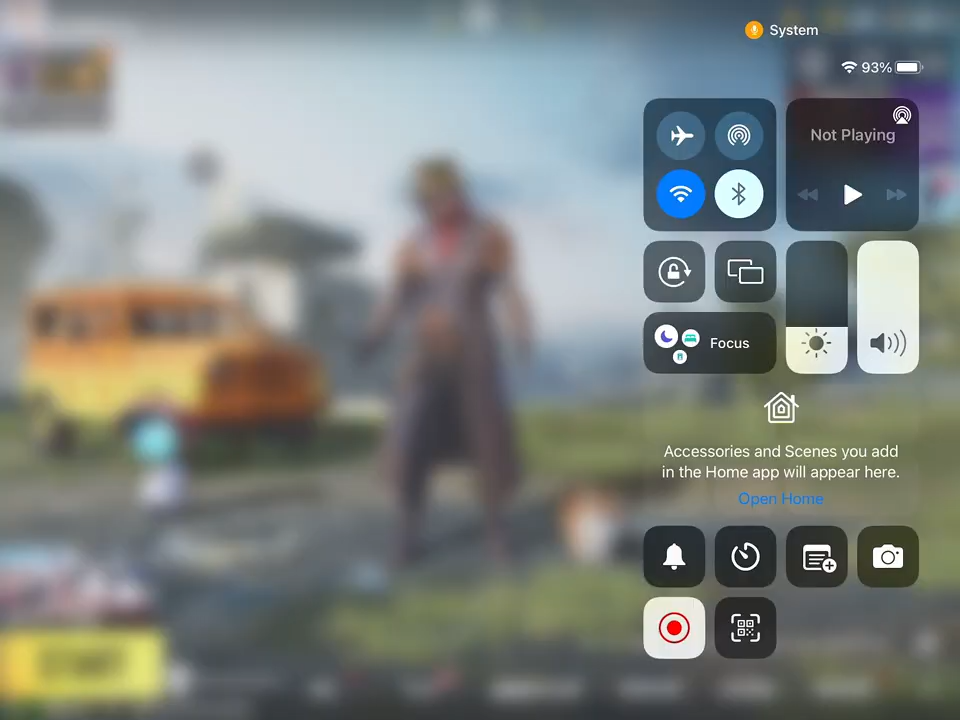 System
93%
Not Playing
Focus
Accessories and Scenes you add
in the Home app will appear here.
Open Home